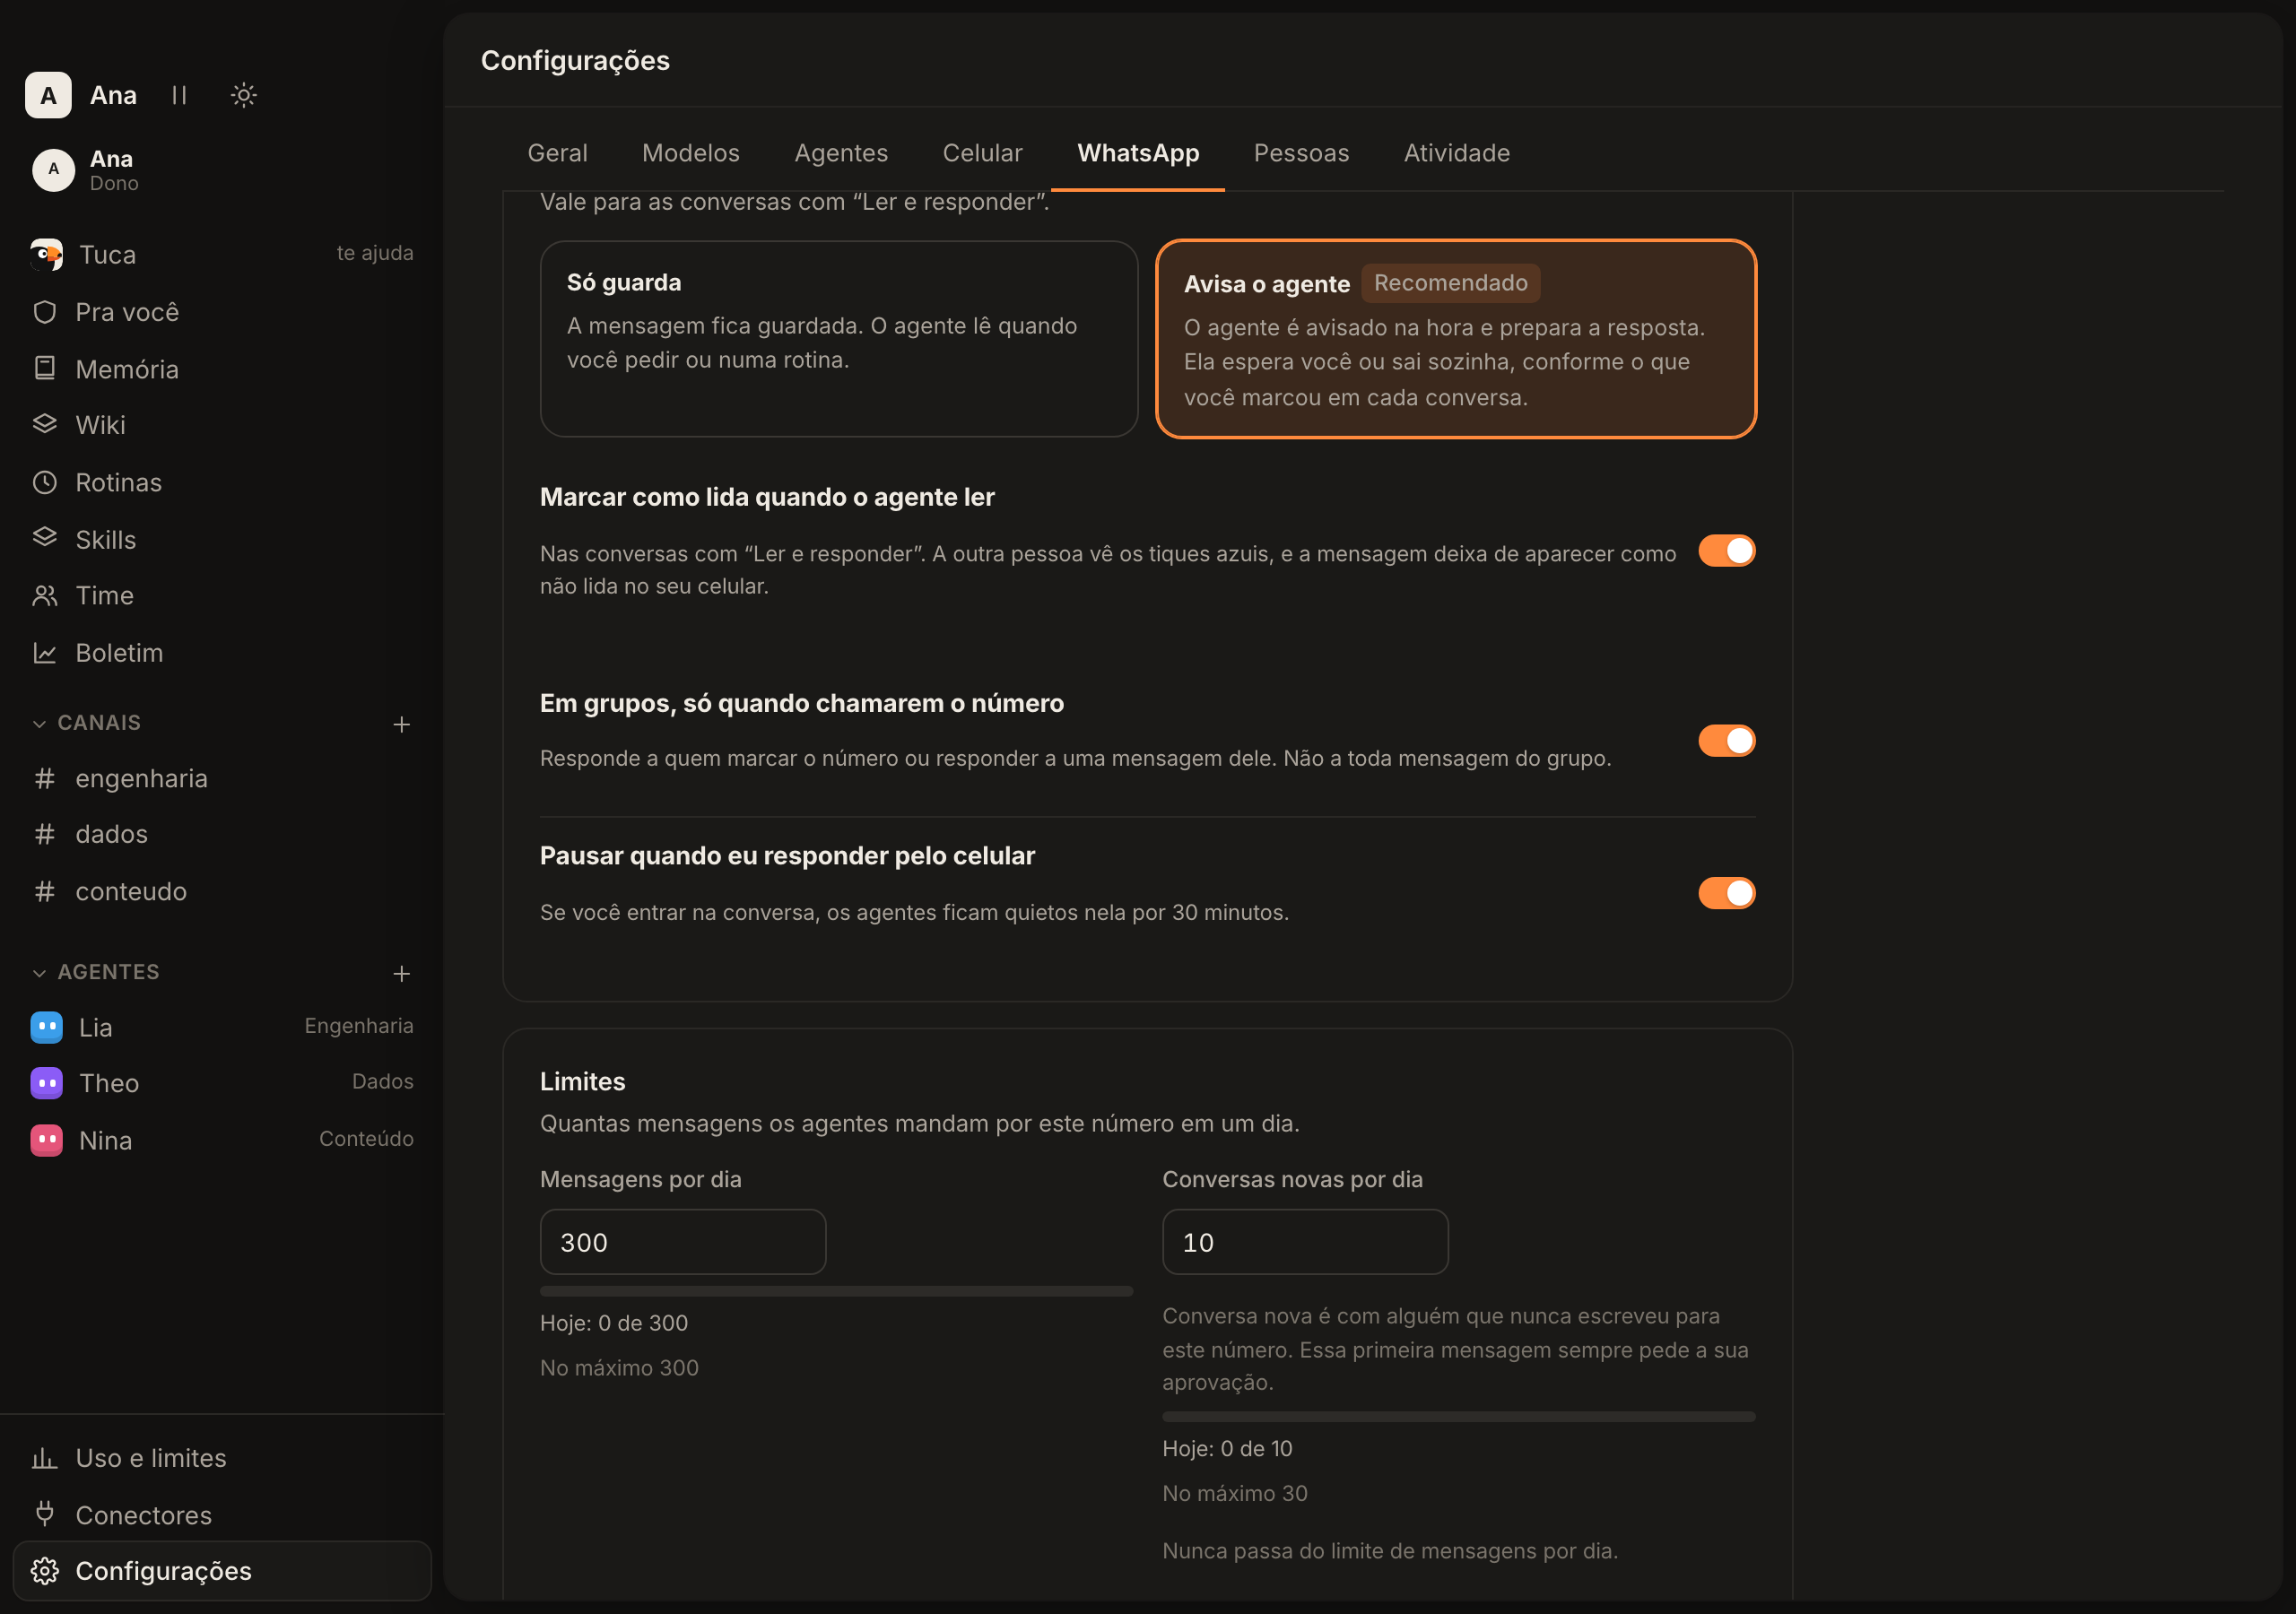 A
Ana
A
Ana
Dono
Tuca
te ajuda
Pra você
Memória
Wiki
Rotinas
Skills
Time
Boletim
CANAIS
engenharia
dados
conteudo
AGENTES
Lia
Engenharia
Theo
Dados
Nina
Conteúdo
Uso e limites
Conectores
Configurações
Configurações
Geral
Modelos
Agentes
Celular
WhatsApp
Pessoas
Atividade
Vale para as conversas com “Ler e responder”.
Só guarda
A mensagem fica guardada. O agente lê quando
você pedir ou numa rotina.
Avisa o agente
Recomendado
O agente é avisado na hora e prepara a resposta.
Ela espera você ou sai sozinha, conforme o que
você marcou em cada conversa.
Marcar como lida quando o agente ler
Nas conversas com “Ler e responder”. A outra pessoa vê os tiques azuis, e a mensagem deixa de aparecer como
não lida no seu celular.
Em grupos, só quando chamarem o número
Responde a quem marcar o número ou responder a uma mensagem dele. Não a toda mensagem do grupo.
Pausar quando eu responder pelo celular
Se você entrar na conversa, os agentes ficam quietos nela por 30 minutos.
Limites
Quantas mensagens os agentes mandam por este número em um dia.
Mensagens por dia
300
Hoje: 0 de 300
No máximo 300
Conversas novas por dia
10
Conversa nova é com alguém que nunca escreveu para
este número. Essa primeira mensagem sempre pede a sua
aprovação.
Hoje: 0 de 10
No máximo 30
Nunca passa do limite de mensagens por dia.